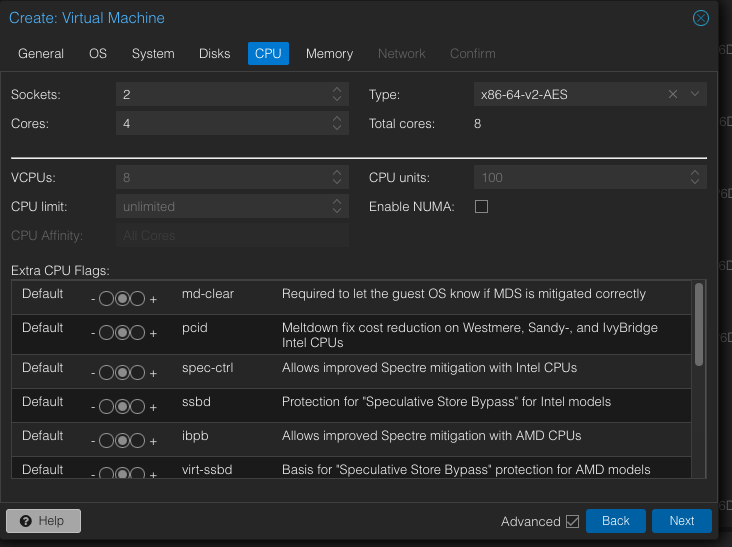 Create: Virtual Machine
General OS System Disks CPU Memory Network Confirm
Sockets: 2 Type: x86-64-v2-AES
Cores: 4 Total cores: 8
VCPUs: 8 CPU units: 100
CPU limit: unlimited Enable NUMA:
CPU Affinity: All Cores
Extra CPU Flags:
Default - + md-clear Required to let the guest OS know if MDS is mitigated correctly
Default - + pcid Meltdown fix cost reduction on Westmere, Sandy-, and IvyBridge
Intel CPUs
Default - + spec-ctrl Allows improved Spectre mitigation with Intel CPUs
Default - + ssbd Protection for "Speculative Store Bypass" for Intel models
Default - + ibpb Allows improved Spectre mitigation with AMD CPUs
Default - + virt-ssbd Basis for "Speculative Store Bypass" protection for AMD models
Help Advanced Back Next